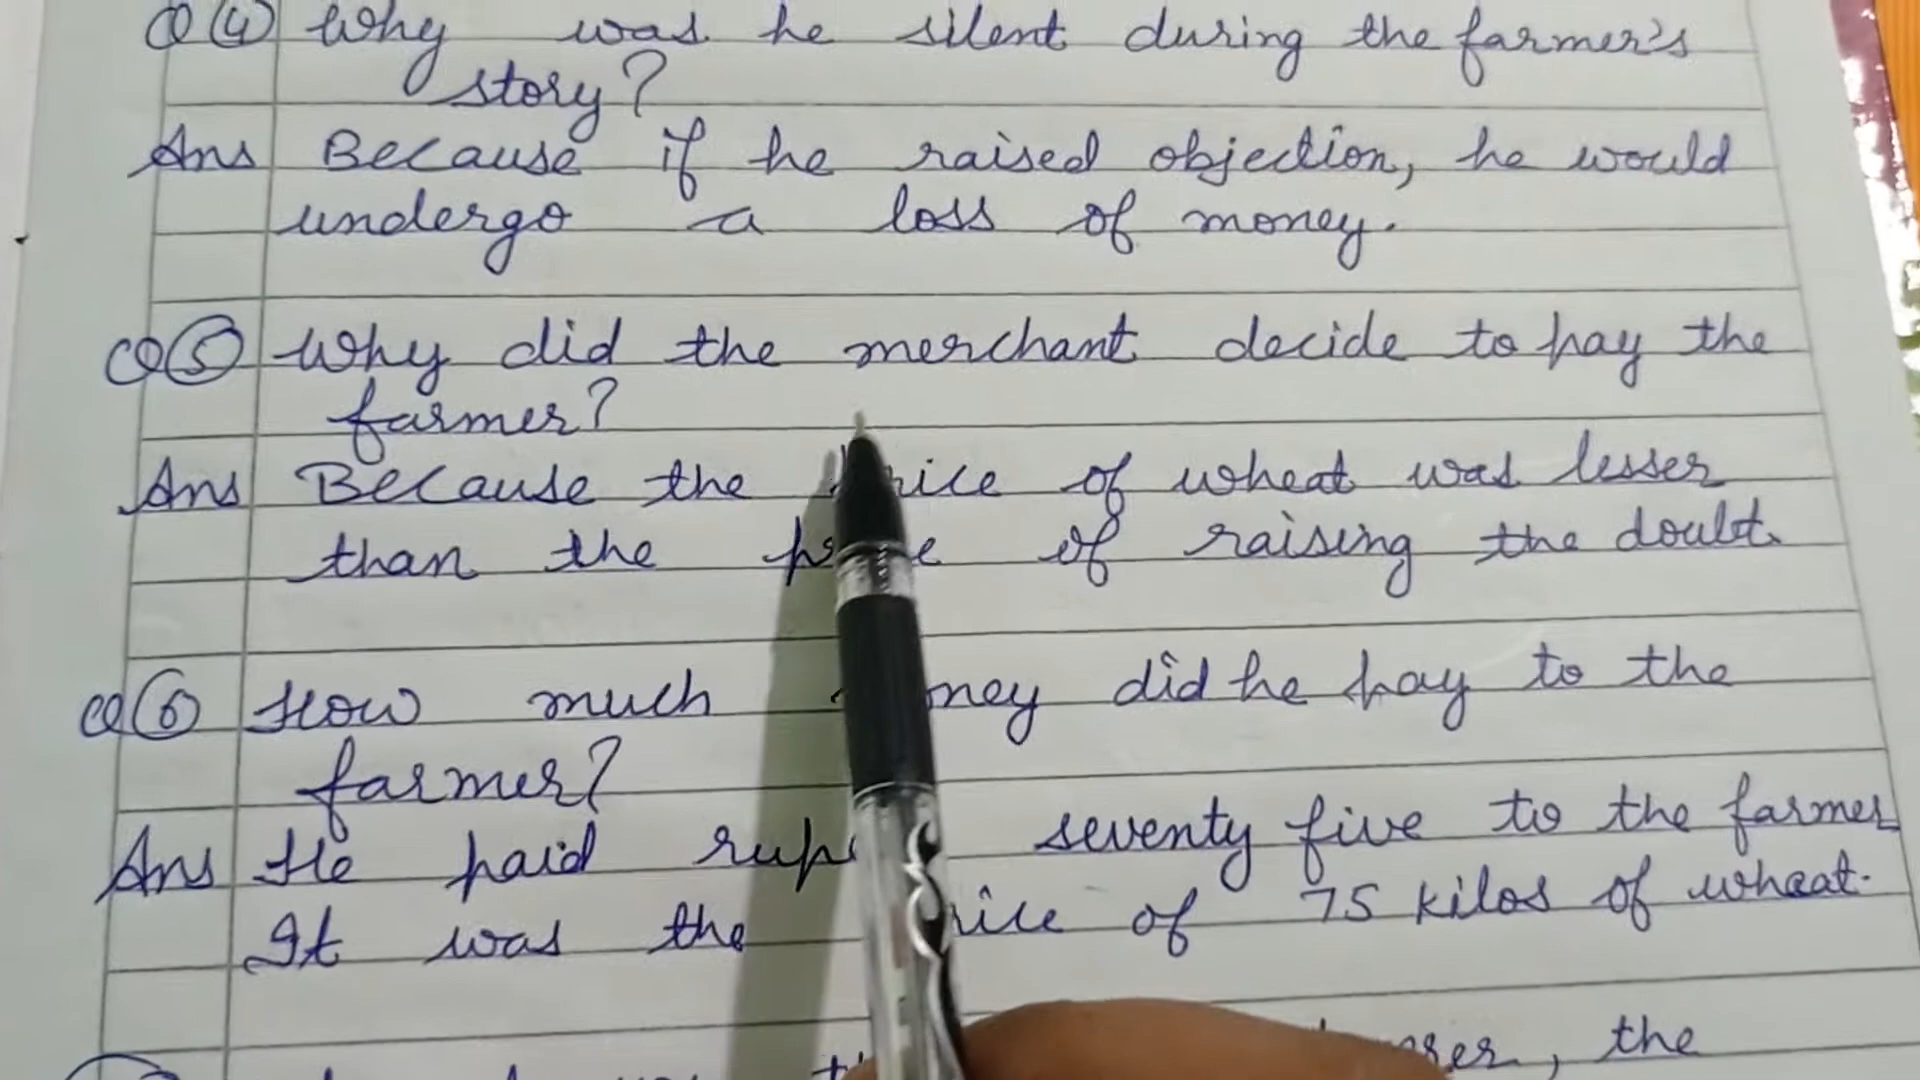 Q(4) Why was he silent during the farmer's
story?
Ans Because if he raised objection, he would
undergo a loss of money.
Q(5) Why did the merchant decide to pay the
farmer?
Ans Because the of wheat was lesser
than the of raising the doubt.
Q(6) How much did he pay to the
farmer?
Ans He paid seventy five to the farmer
It was the of 75 kilos of wheat.
the